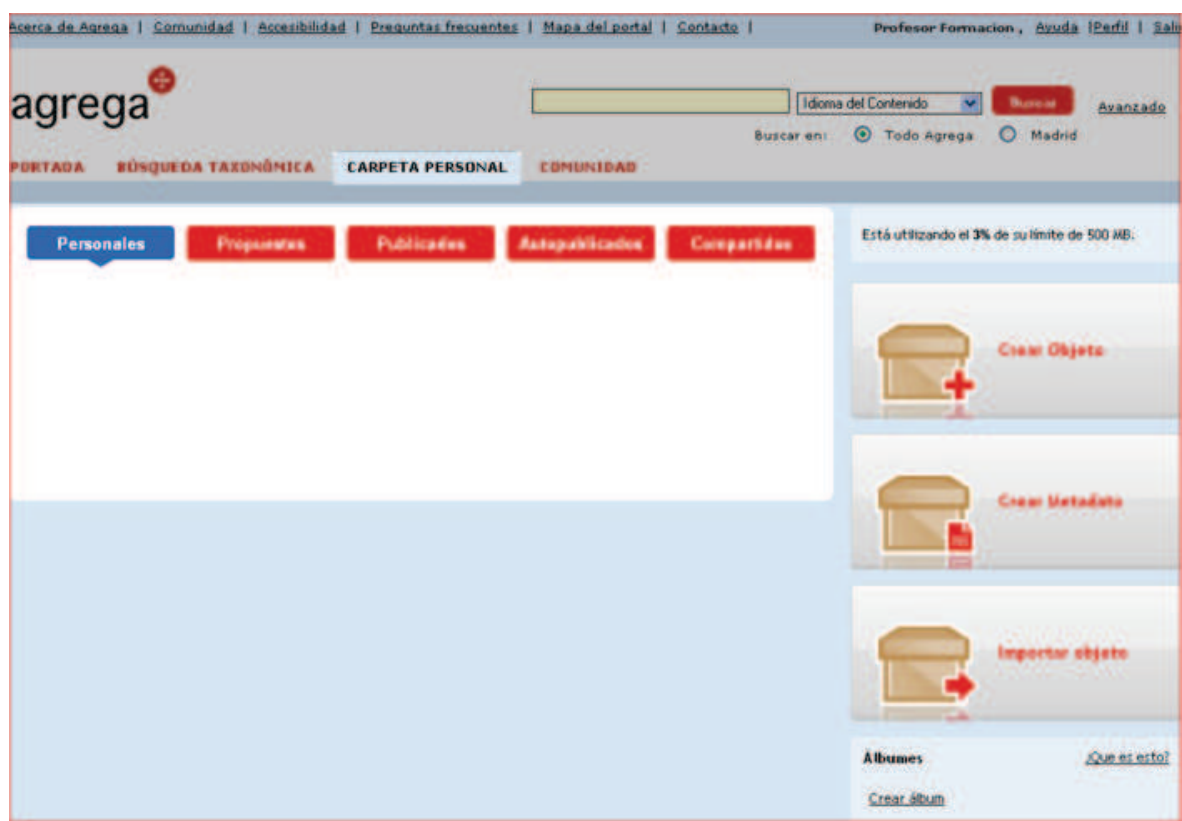 Acerca de Agrega | Comunidad | Accesibilidad | Preguntas frecuentes | Mapa del portal | Contacto | Profesor Formacion , Ayuda |Perfil | Sali
agrega
Idioma del Contenido Buscar Avanzado
Buscar en: Todo Agrega Madrid
PORTADA BÚSQUEDA TAXONÓMICA CARPETA PERSONAL COMUNIDAD
Personales Propuestos Publicados Autopublicados Compartidos
Está utilizando el 3% de su límite de 500 MB.
Crear Objeto
Crear Metadato
Importar objeto
Álbumes ¿Que es esto?
Crear álbum